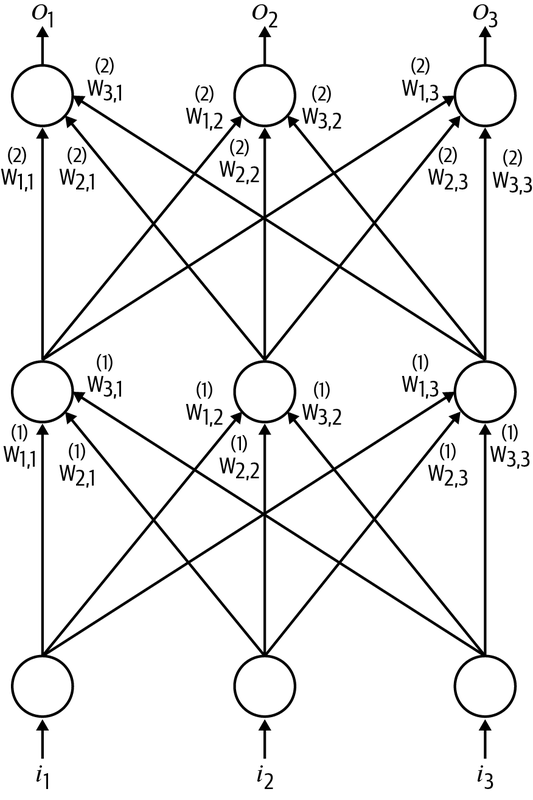 o1 o2 o3
(2) (2) (2) (2)
W3,1 W1,2 W3,2 W1,3
(2) (2) (2) (2) (2)
W1,1 W2,1 W2,2 W2,3 W3,3
(1) (1) (1) (1)
W3,1 W1,2 W3,2 W1,3
(1) (1) (1) (1) (1)
W1,1 W2,1 W2,2 W2,3 W3,3
i1 i2 i3